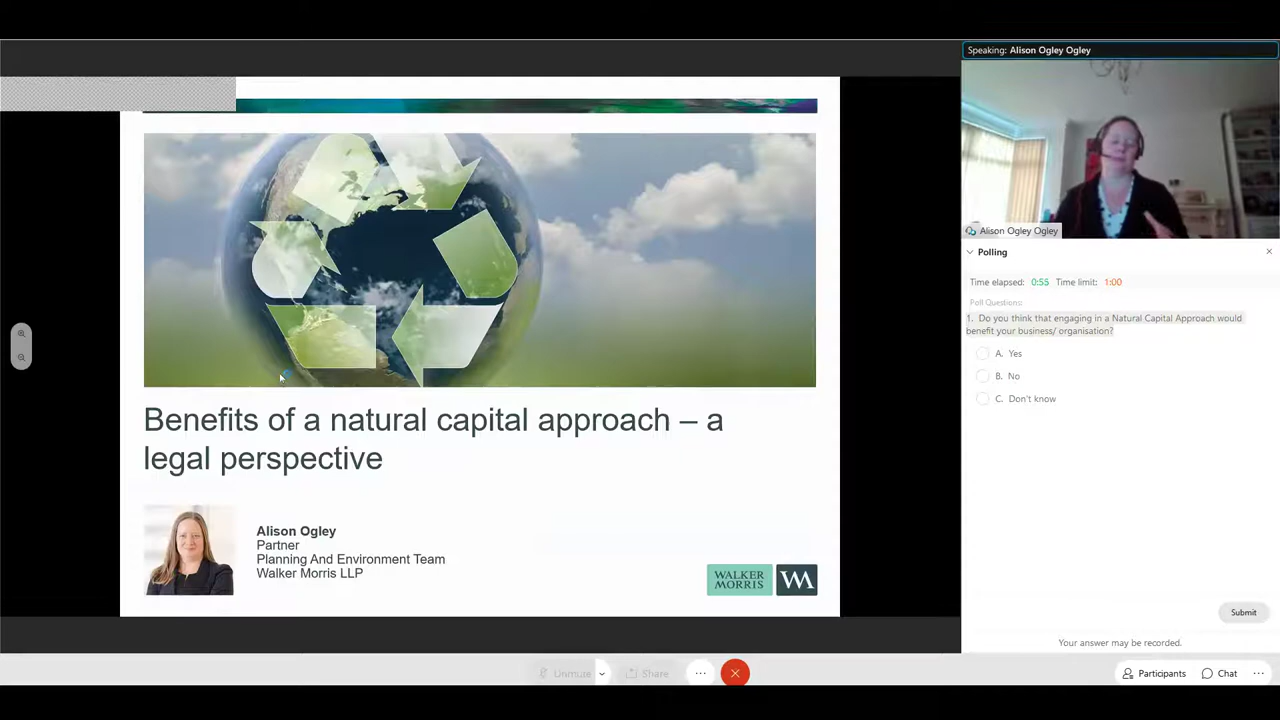 Speaking: Alison Ogley Ogley
Alison Ogley Ogley
Polling
Time elapsed: 0:55 Time limit: 1:00
Poll Questions:
1. Do you think that engaging in a Natural Capital Approach would
benefit your business/ organisation?
A. Yes
B. No
C. Don't know
Submit
Your answer may be recorded.
Benefits of a natural capital approach – a
legal perspective
Alison Ogley
Partner
Planning And Environment Team
Walker Morris LLP
WALKER
MORRIS
WM
Unmute
Share
Participants
Chat